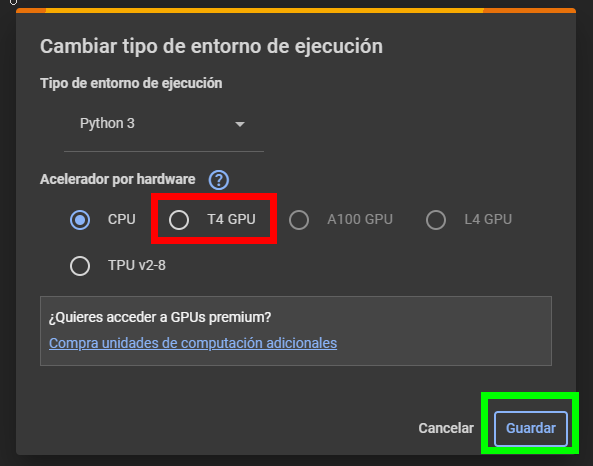 Cambiar tipo de entorno de ejecución
Tipo de entorno de ejecución
Python 3
Acelerador por hardware ?
CPU T4 GPU A100 GPU L4 GPU
TPU v2-8
¿Quieres acceder a GPUs premium?
Compra unidades de computación adicionales
Cancelar Guardar